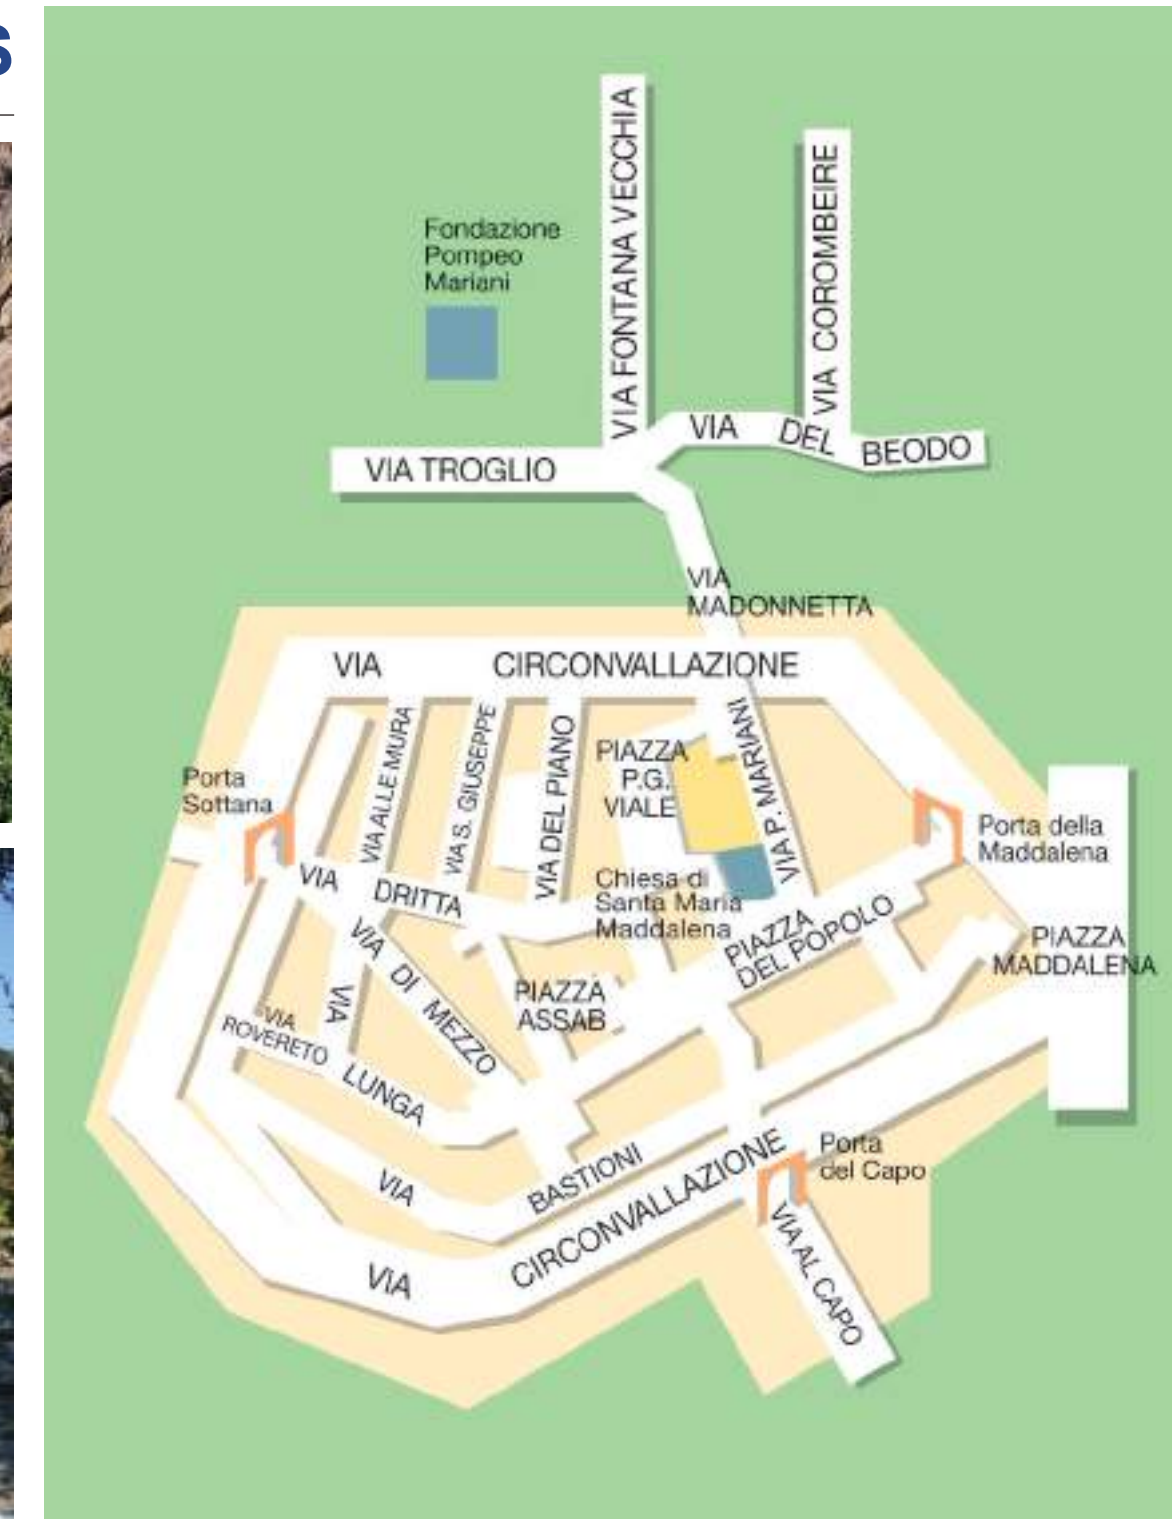 S
VIA FONTANA VECCHIA
VIA COROMBEIRE
Fondazione
Pompeo
Mariani
VIA DEL BEODO
VIA TROGLIO
VIA
MADONNETTA
VIA CIRCONVALLAZIONE
VIA ALLE MURA
VIA S. GIUSEPPE
VIA DEL PIANO
PIAZZA
P.G.
VIALE
VIA P. MARIANI
Porta
Sottana
Porta della
Maddalena
VIA DRITTA
Chiesa di
Santa Maria
Maddalena
PIAZZA
DEL POPOLO
PIAZZA
MADDALENA
VIA DI MEZZO
PIAZZA
ASSAB
VIA
ROVERETO
VIA LUNGA
VIA BASTIONI
Porta
del Capo
VIA CIRCONVALLAZIONE
VIA AL CAPO